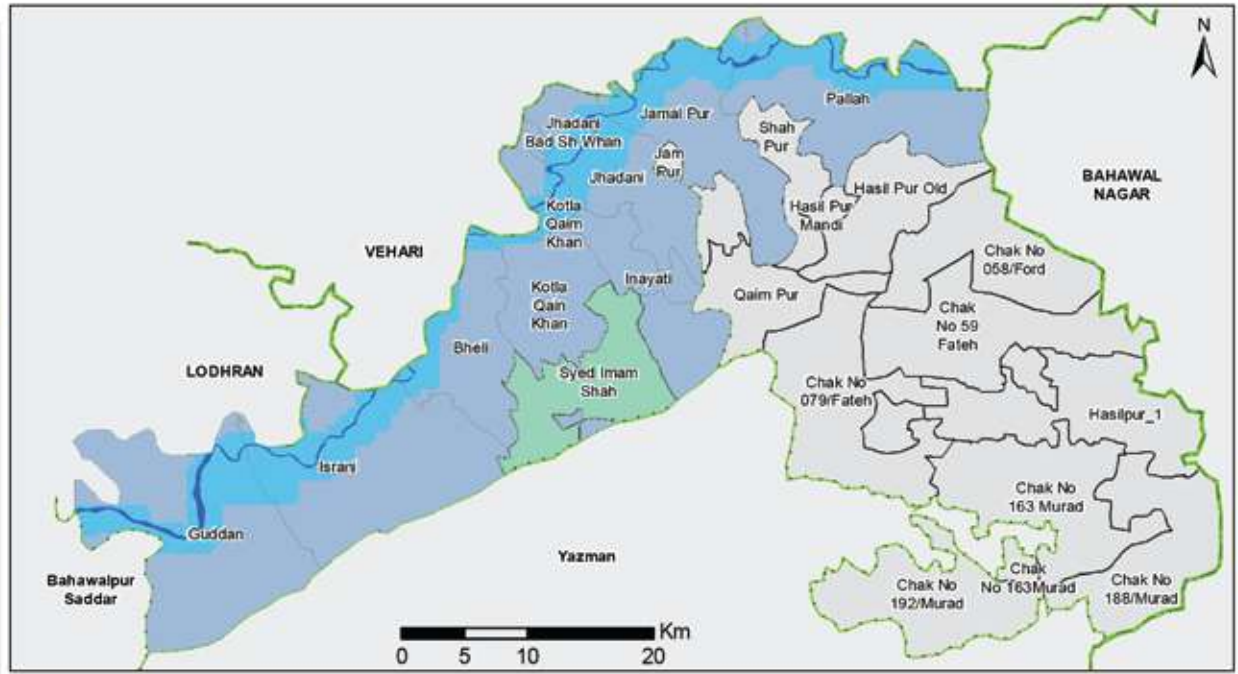 N
Pallah
Jamal Pur
Jhadani
Bad Sh Whan
Shah
Pur
Jam
Pur
Jhadani
BAHAWAL
NAGAR
Hasil Pur Old
Kotla
Qaim
Khan
Hasil Pur
Mandi
VEHARI
Chak No
058/Ford
Inayati
Kotla
Qain
Khan
Qaim Pur
Chak
No 59
Fateh
Bheli
LODHRAN
Syed Imam
Shah
Chak No
079/Fateh
Hasilpur_1
Israni
Chak No
163 Murad
Guddan
Yazman
Bahawalpur
Saddar
Chak
No 163Murad
Chak No
192/Murad
Chak No
188/Murad
Km
0 5 10 20